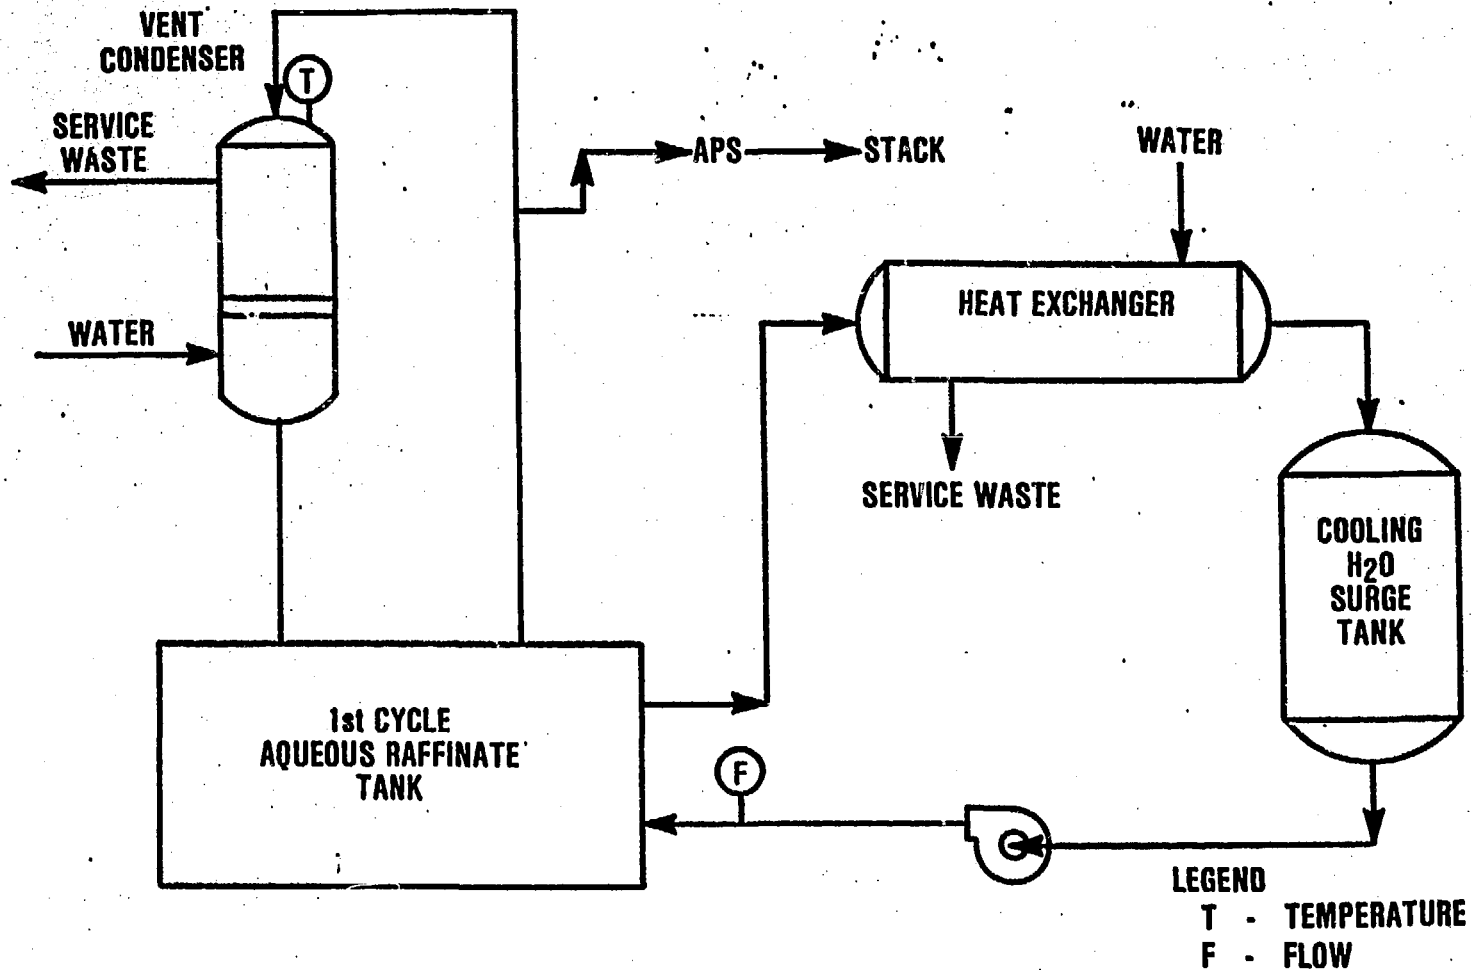 VENT
CONDENSER
T
SERVICE
WASTE
APS
STACK
WATER
HEAT EXCHANGER
WATER
SERVICE WASTE
COOLING
H2O
SURGE
TANK
1st CYCLE
AQUEOUS RAFFINATE
TANK
F
LEGEND
T - TEMPERATURE
F - FLOW